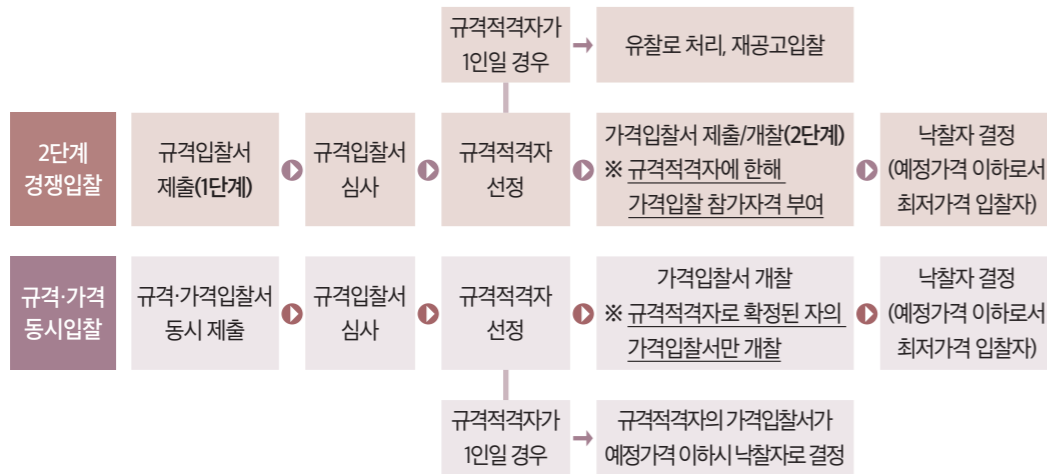 규격적격자가
1인일 경우
유찰로 처리, 재공고입찰
2단계
경쟁입찰
규격입찰서
제출(1단계)
규격입찰서
심사
규격적격자
선정
가격입찰서 제출/개찰(2단계)
※ 규격적격자에 한해
가격입찰 참가자격 부여
낙찰자 결정
(예정가격 이하로서
최저가격 입찰자)
규격·가격
동시입찰
규격·가격입찰서
동시 제출
규격입찰서
심사
규격적격자
선정
가격입찰서 개찰
※ 규격적격자로 확정된 자의
가격입찰서만 개찰
낙찰자 결정
(예정가격 이하로서
최저가격 입찰자)
규격적격자가
1인일 경우
규격적격자의 가격입찰서가
예정가격 이하시 낙찰자로 결정